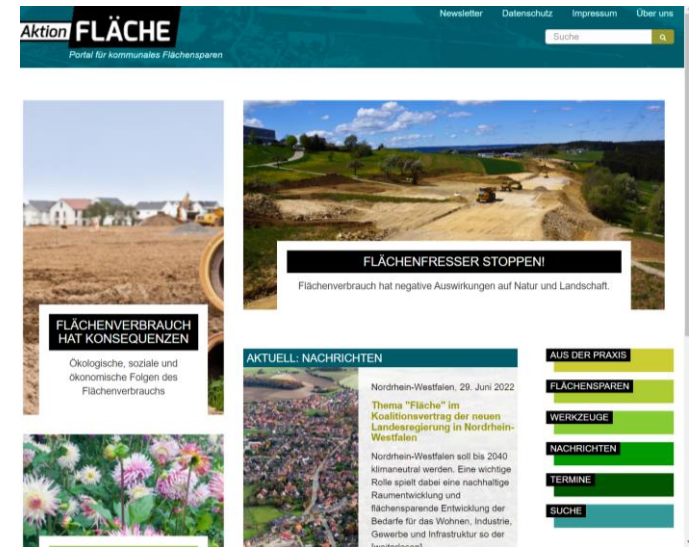 Newsletter Datenschutz Impressum Über uns
Aktion FLÄCHE
Portal für kommunales Flächensparen
Suche
FLÄCHENFRESSER STOPPEN!
Flächenverbrauch hat negative Auswirkungen auf Natur und Landschaft.
FLÄCHENVERBRAUCH
HAT KONSEQUENZEN
Ökologische, soziale und
ökonomische Folgen des
Flächenverbrauchs
AKTUELL: NACHRICHTEN
Nordrhein-Westfalen, 29. Juni 2022
Thema "Fläche" im
Koalitionsvertrag der neuen
Landesregierung in Nordrhein-
Westfalen
Nordrhein-Westfalen soll bis 2040
klimaneutral werden. Eine wichtige
Rolle spielt dabei eine nachhaltige
Raumentwicklung und
flächensparende Entwicklung der
Bedarfe für das Wohnen, Industrie,
Gewerbe und Infrastruktur so der
AUS DER PRAXIS
FLÄCHENSPAREN
WERKZEUGE
NACHRICHTEN
TERMINE
SUCHE